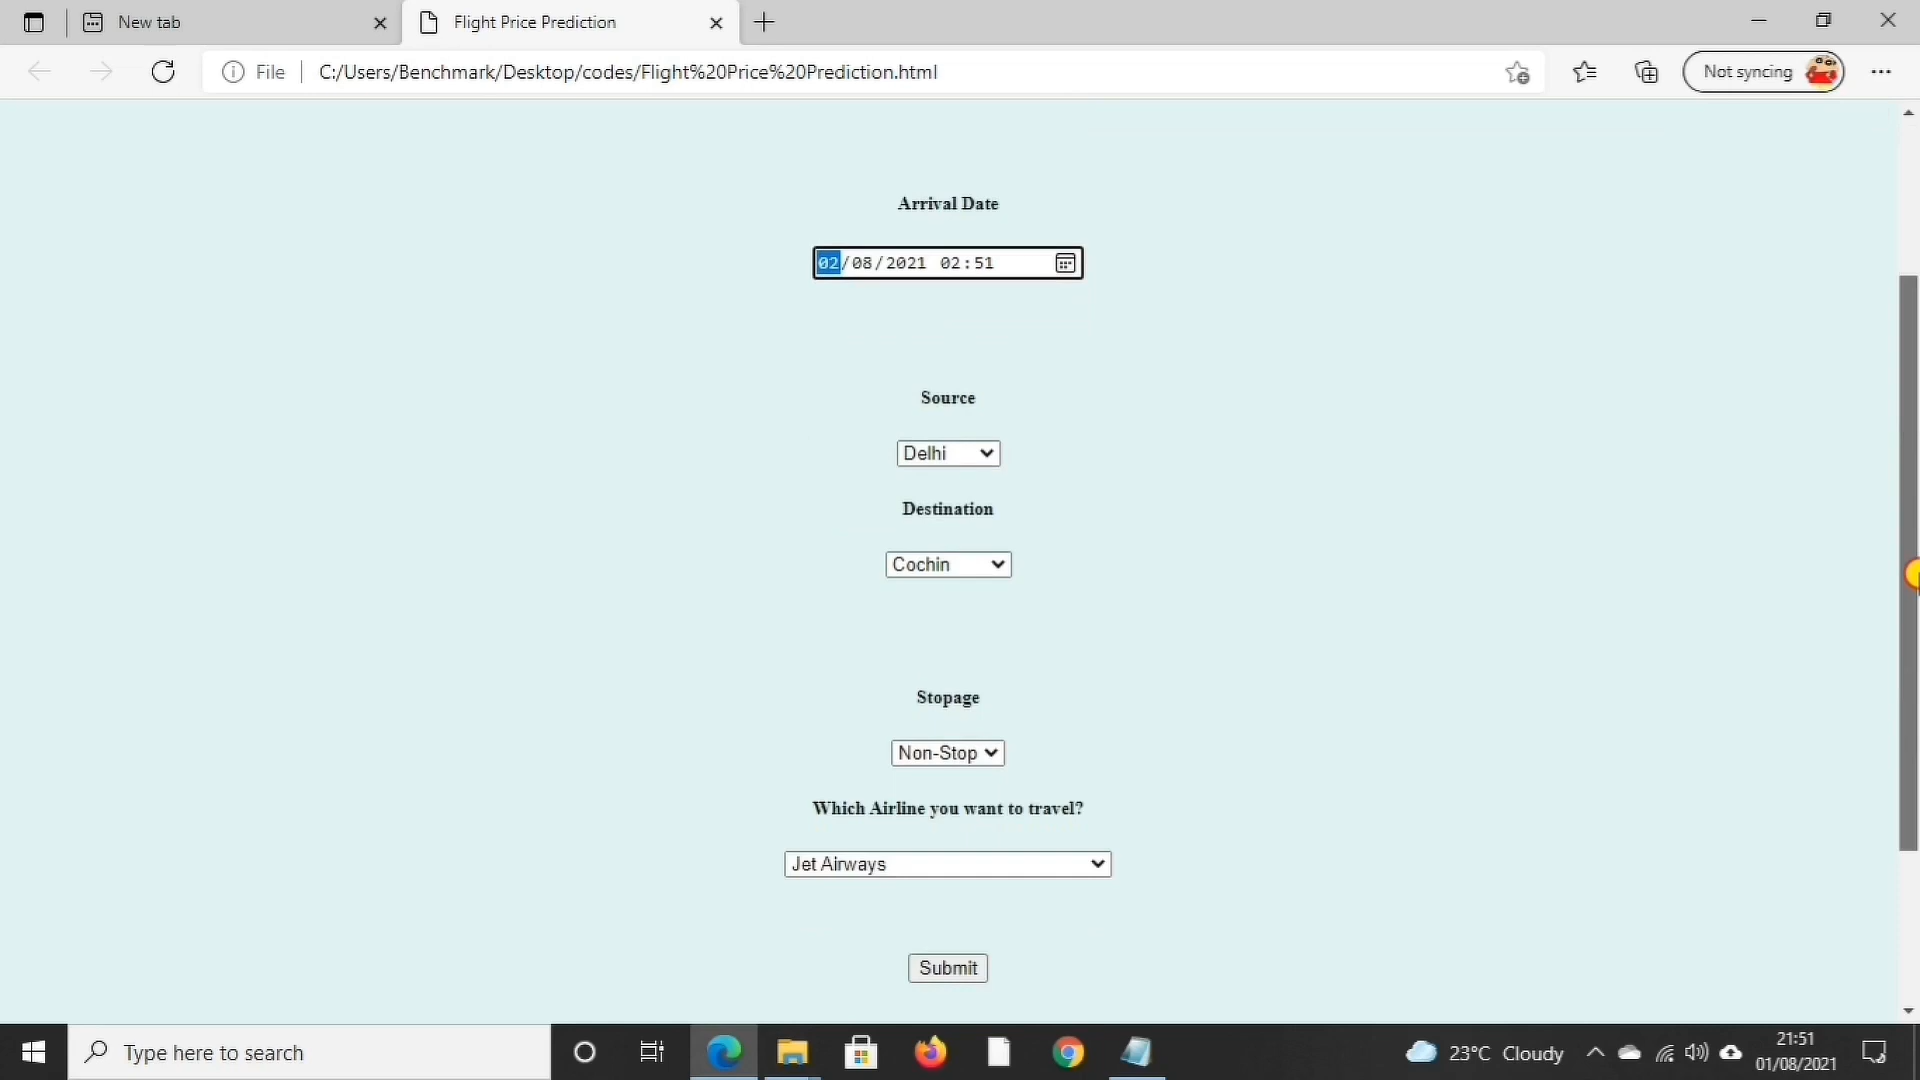 New tab
Flight Price Prediction
File
C:/Users/Benchmark/Desktop/codes/Flight%20Price%20Prediction.html
Not syncing
Arrival Date
02/08/2021 02:51
Source
Delhi
Destination
Cochin
Stopage
Non-Stop
Which Airline you want to travel?
Jet Airways
Submit
Type here to search
23°C Cloudy
21:51
01/08/2021